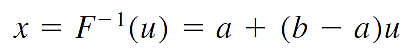 x = F⁻¹(u) = a + (b − a)u